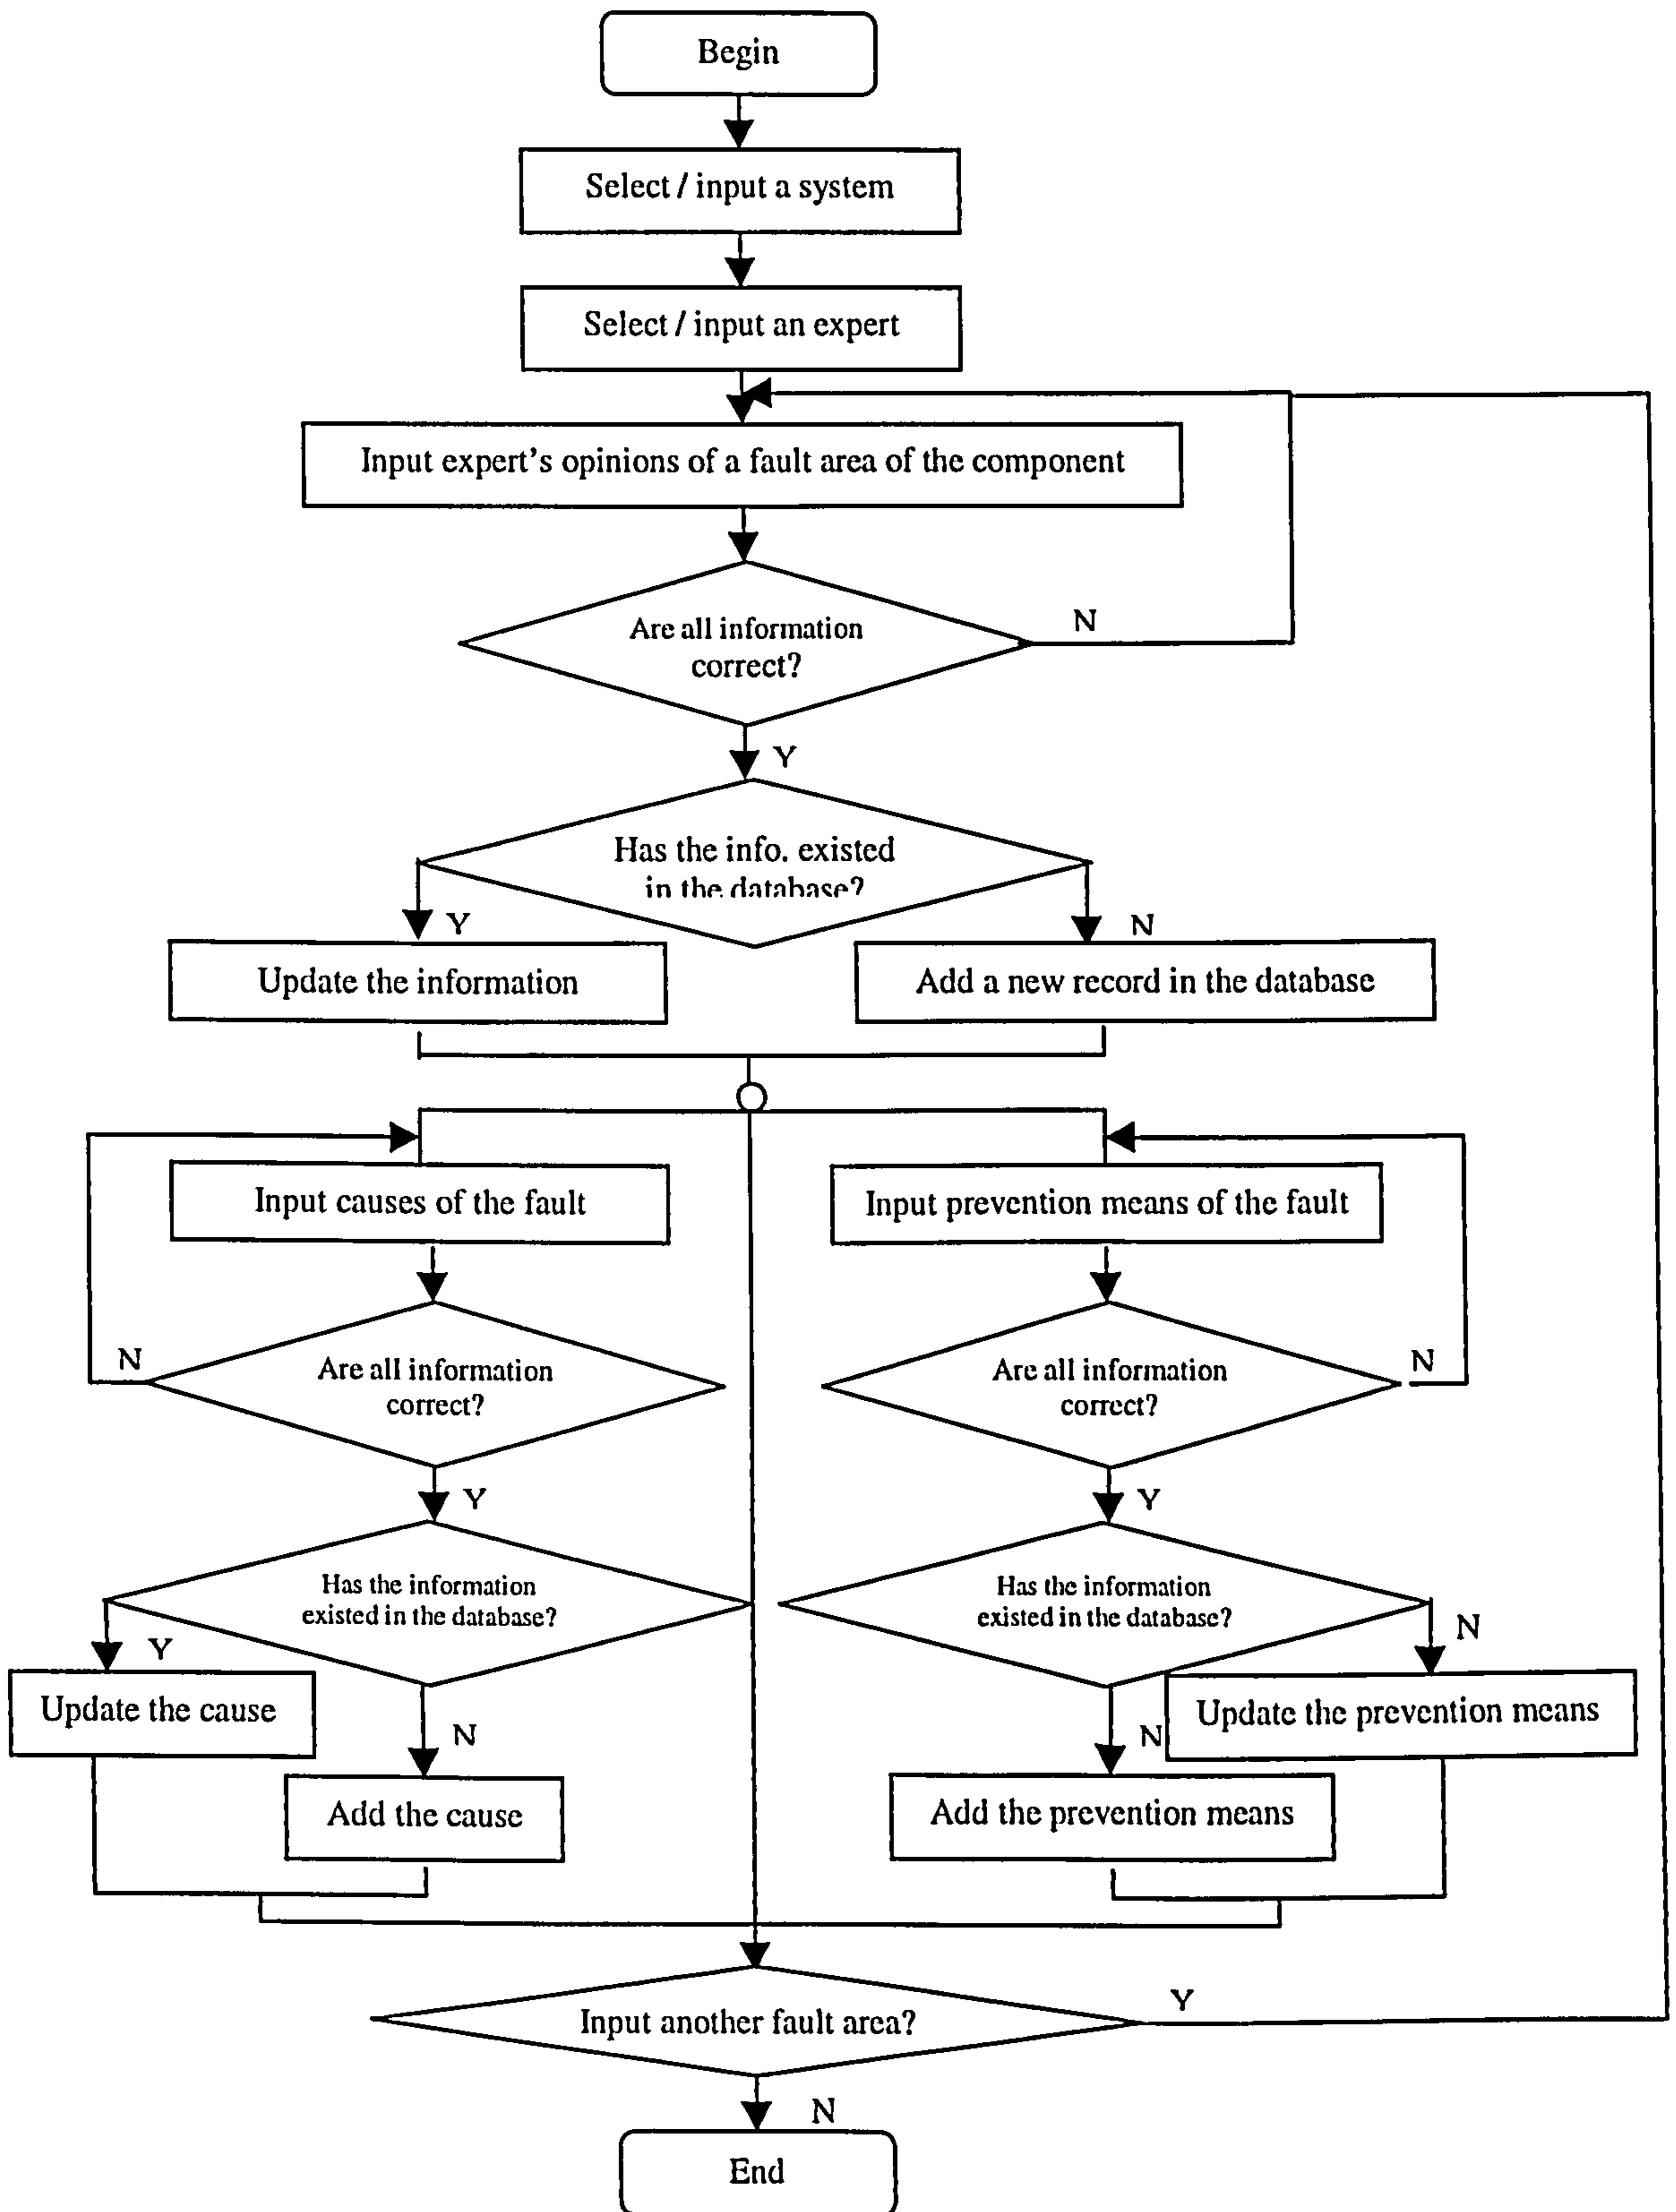 Begin
Select / input a system
Select / input an expert
Input expert's opinions of a fault area of the component
Are all information
correct?
N
Y
Has the info. existed
in the database?
Y
N
Update the information
Add a new record in the database
Input causes of the fault
Input prevention means of the fault
N
Are all information
correct?
Are all information
correct?
N
Y
Y
Has the information
existed in the database?
Has the information
existed in the database?
Y
N
Update the cause
N
N
Update the prevention means
Add the cause
Add the prevention means
Input another fault area?
Y
N
End